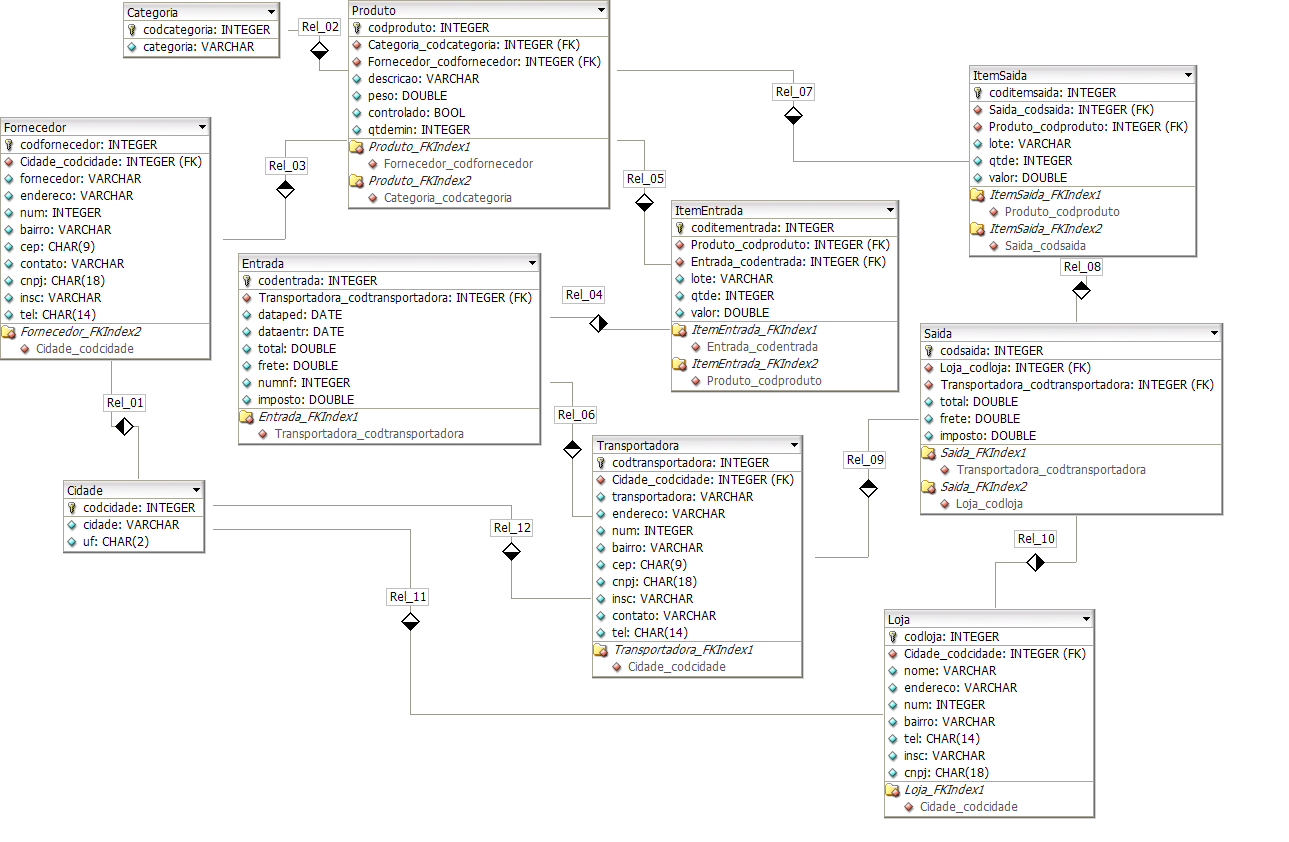 Categoria
codcategoria: INTEGER
categoria: VARCHAR
Rel_02
Produto
codproduto: INTEGER
Categoria_codcategoria: INTEGER (FK)
Fornecedor_codfornecedor: INTEGER (FK)
descricao: VARCHAR
peso: DOUBLE
controlado: BOOL
qtdemin: INTEGER
Produto_FKIndex1
Fornecedor_codfornecedor
Produto_FKIndex2
Categoria_codcategoria
Rel_07
ItemSaida
coditemsaida: INTEGER
Saida_codsaida: INTEGER (FK)
Produto_codproduto: INTEGER (FK)
lote: VARCHAR
qtde: INTEGER
valor: DOUBLE
ItemSaida_FKIndex1
Produto_codproduto
ItemSaida_FKIndex2
Saida_codsaida
Fornecedor
codfornecedor: INTEGER
Cidade_codcidade: INTEGER (FK)
fornecedor: VARCHAR
endereco: VARCHAR
num: INTEGER
bairro: VARCHAR
cep: CHAR(9)
contato: VARCHAR
cnpj: CHAR(18)
insc: VARCHAR
tel: CHAR(14)
Fornecedor_FKIndex2
Cidade_codcidade
Rel_03
Rel_05
ItemEntrada
coditementrada: INTEGER
Produto_codproduto: INTEGER (FK)
Entrada_codentrada: INTEGER (FK)
lote: VARCHAR
qtde: INTEGER
valor: DOUBLE
ItemEntrada_FKIndex1
Entrada_codentrada
ItemEntrada_FKIndex2
Produto_codproduto
Entrada
codentrada: INTEGER
Transportadora_codtransportadora: INTEGER (FK)
dataped: DATE
dataentr: DATE
total: DOUBLE
frete: DOUBLE
numnf: INTEGER
imposto: DOUBLE
Entrada_FKIndex1
Transportadora_codtransportadora
Rel_04
Rel_08
Saida
codsaida: INTEGER
Loja_codloja: INTEGER (FK)
Transportadora_codtransportadora: INTEGER (FK)
total: DOUBLE
frete: DOUBLE
imposto: DOUBLE
Saida_FKIndex1
Transportadora_codtransportadora
Saida_FKIndex2
Loja_codloja
Rel_01
Rel_06
Transportadora
codtransportadora: INTEGER
Cidade_codcidade: INTEGER (FK)
transportadora: VARCHAR
endereco: VARCHAR
num: INTEGER
bairro: VARCHAR
cep: CHAR(9)
cnpj: CHAR(18)
insc: VARCHAR
contato: VARCHAR
tel: CHAR(14)
Transportadora_FKIndex1
Cidade_codcidade
Rel_09
Cidade
codcidade: INTEGER
cidade: VARCHAR
uf: CHAR(2)
Rel_12
Rel_10
Rel_11
Loja
codloja: INTEGER
Cidade_codcidade: INTEGER (FK)
nome: VARCHAR
endereco: VARCHAR
num: INTEGER
bairro: VARCHAR
tel: CHAR(14)
insc: VARCHAR
cnpj: CHAR(18)
Loja_FKIndex1
Cidade_codcidade